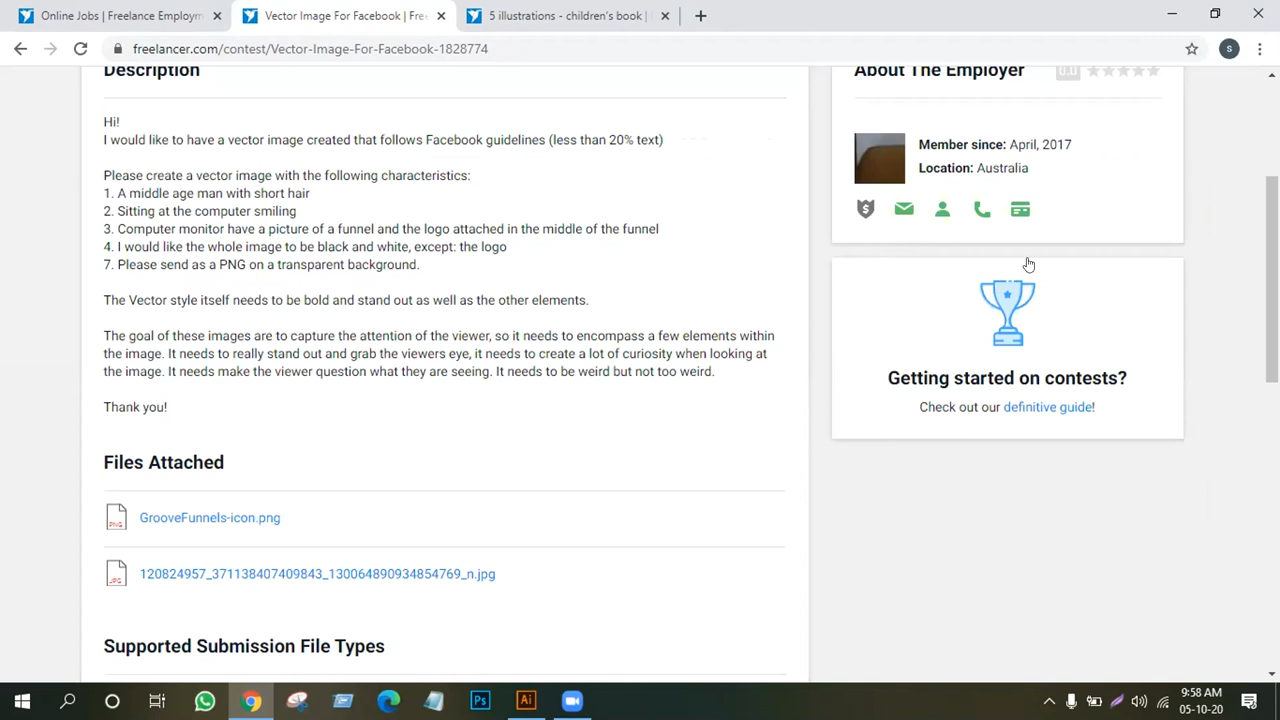 Online Jobs | Freelance Employm
Vector Image For Facebook | Fre
5 illustrations - children's book |
freelancer.com/contest/Vector-Image-For-Facebook-1828774
S
Description
Hi!
I would like to have a vector image created that follows Facebook guidelines (less than 20% text)
Please create a vector image with the following characteristics:
1. A middle age man with short hair
2. Sitting at the computer smiling
3. Computer monitor have a picture of a funnel and the logo attached in the middle of the funnel
4. I would like the whole image to be black and white, except: the logo
7. Please send as a PNG on a transparent background.
The Vector style itself needs to be bold and stand out as well as the other elements.
The goal of these images are to capture the attention of the viewer, so it needs to encompass a few elements within
the image. It needs to really stand out and grab the viewers eye, it needs to create a lot of curiosity when looking at
the image. It needs make the viewer question what they are seeing. It needs to be weird but not too weird.
Thank you!
Files Attached
PNG
GrooveFunnels-icon.png
JPG
120824957_371138407409843_130064890934854769_n.jpg
Supported Submission File Types
About The Employer
0.0
Member since: April, 2017
Location: Australia
Getting started on contests?
Check out our definitive guide!
Ps
Ai
9:58 AM
05-10-20